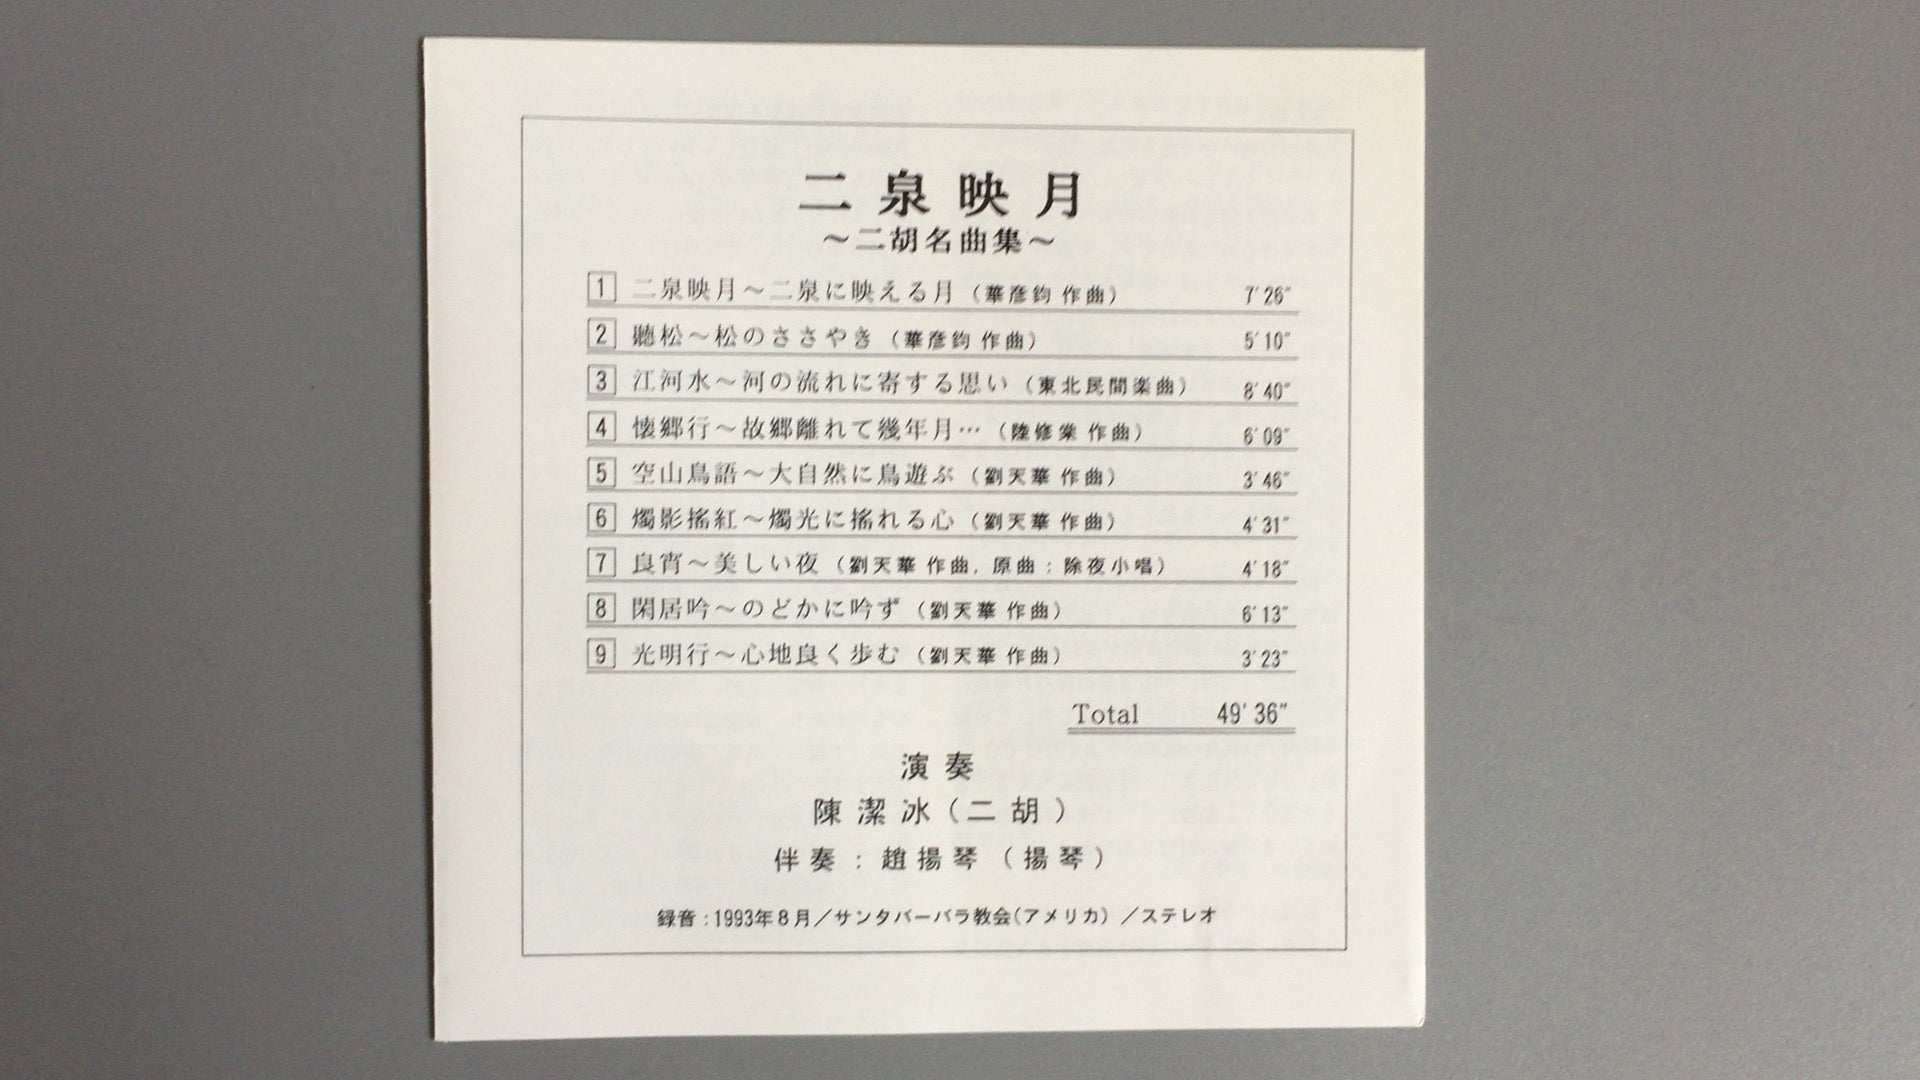 二泉映月
～二胡名曲集～
1 二泉映月～二泉に映える月（華彦鈞 作曲） 7′26″
2 聽松～松のささやき（華彦鈞 作曲） 5′10″
3 江河水～河の流れに寄する思い（東北民間楽曲） 8′40″
4 懐郷行～故郷離れて幾年月…（陸修棠 作曲） 6′09″
5 空山鳥語～大自然に鳥遊ぶ（劉天華 作曲） 3′46″
6 燭影搖紅～燭光に搖れる心（劉天華 作曲） 4′31″
7 良宵～美しい夜（劉天華 作曲, 原曲：除夜小唱） 4′18″
8 閑居吟～のどかに吟ず（劉天華 作曲） 6′13″
9 光明行～心地良く歩む（劉天華 作曲） 3′23″
Total 49′36″
演奏
陳潔冰（二胡）
伴奏：趙揚琴（揚琴）
録音：1993年8月／サンタバーバラ教会（アメリカ）／ステレオ